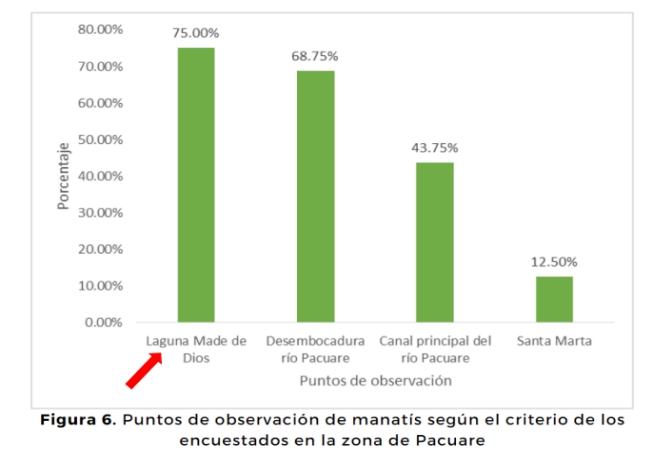 80.00%
70.00%
60.00%
50.00%
40.00%
30.00%
20.00%
10.00%
0.00%
Porcentaje
75.00%
68.75%
43.75%
12.50%
Laguna Made de
Dios
Desembocadura
río Pacuare
Canal principal del
río Pacuare
Santa Marta
Puntos de observación
Figura 6. Puntos de observación de manatís según el criterio de los
encuestados en la zona de Pacuare